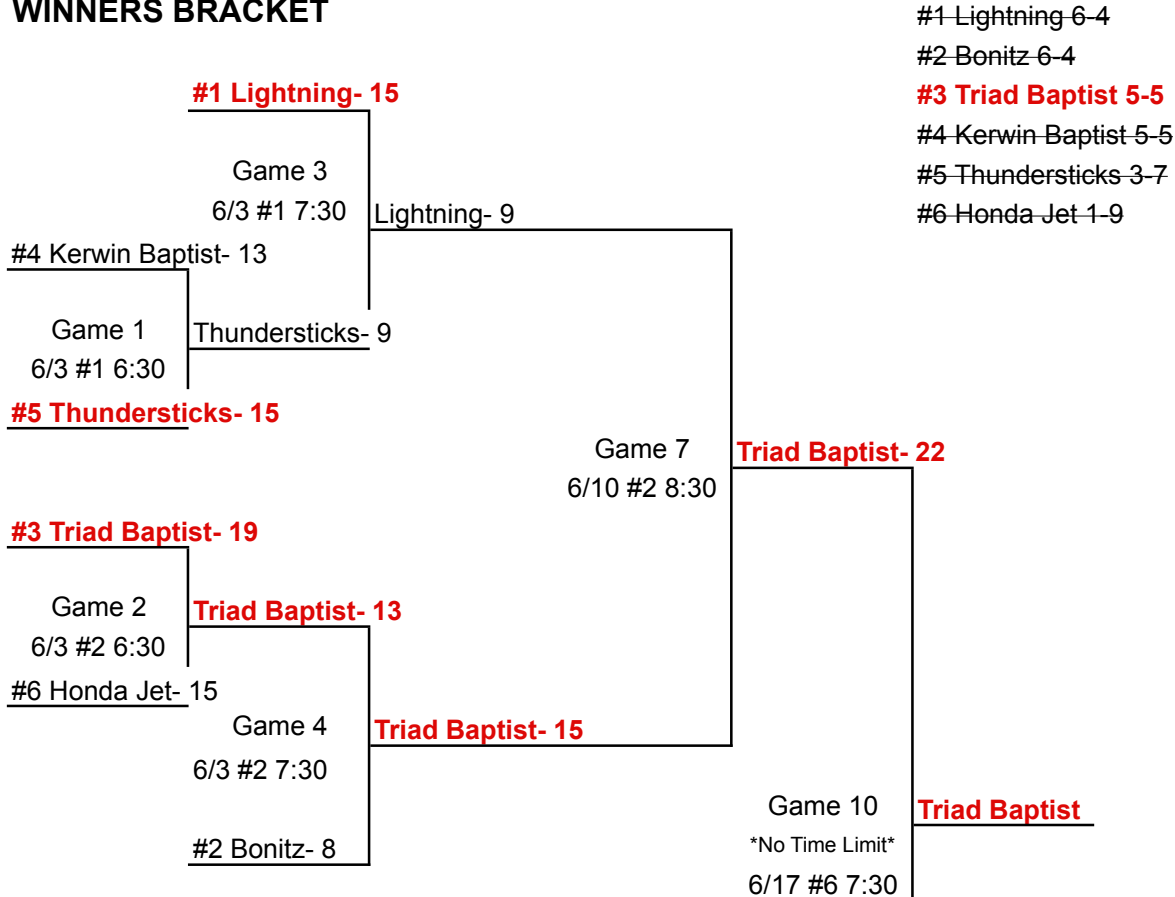 WINNERS BRACKET
#1 Lightning 6-4
#2 Bonitz 6-4
#3 Triad Baptist 5-5
#4 Kerwin Baptist 5-5
#5 Thundersticks 3-7
#6 Honda Jet 1-9
#1 Lightning- 15
Game 3
6/3 #1 7:30
Lightning- 9
#4 Kerwin Baptist- 13
Game 1
6/3 #1 6:30
Thundersticks- 9
#5 Thundersticks- 15
Game 7
6/10 #2 8:30
Triad Baptist- 22
#3 Triad Baptist- 19
Game 2
6/3 #2 6:30
Triad Baptist- 13
#6 Honda Jet- 15
Game 4
6/3 #2 7:30
Triad Baptist- 15
#2 Bonitz- 8
Game 10
*No Time Limit*
6/17 #6 7:30
Triad Baptist